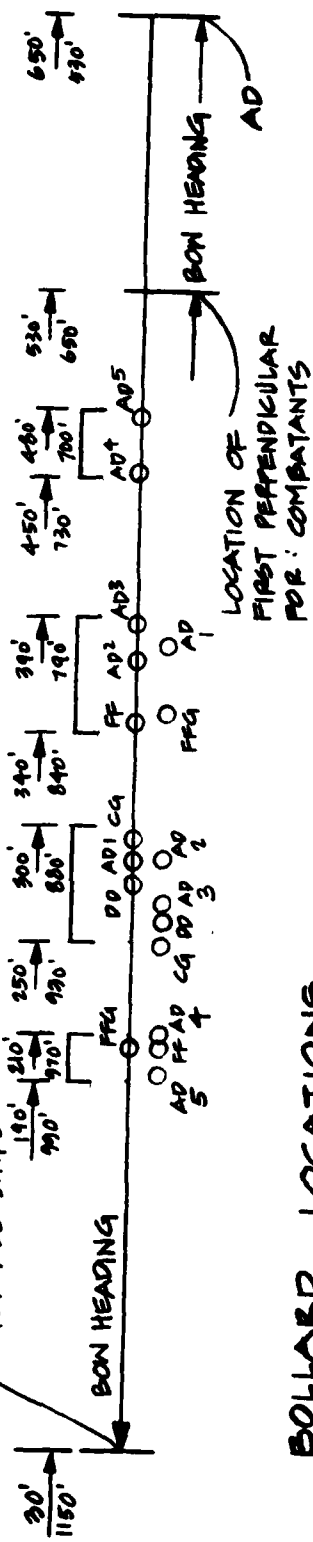 30' 190' 210' 250' 300' 340' 390' 450' 480' 530' 650'
1150' 990' 970' 930' 880' 840' 790' 730' 700' 650' 530'
BOW HEADING
FFG DD AD1 CG FF AD2 AD3 AD4 AD5
AD 5 FF AD 4 CG DD AD 3 AD 2 FFG AD 1
BOW HEADING
LOCATION OF
FIRST PERPENDICULAR
FOR: COMBATANTS
AD
BOLLARD LOCATIONS